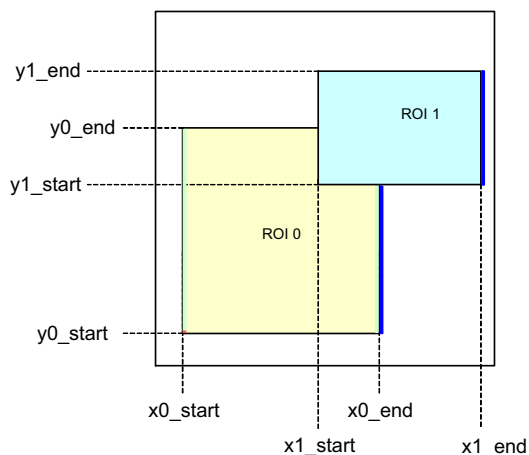 y1_end
ROI 1
y0_end
y1_start
ROI 0
y0_start
x0_start
x0_end
x1_start
x1_end